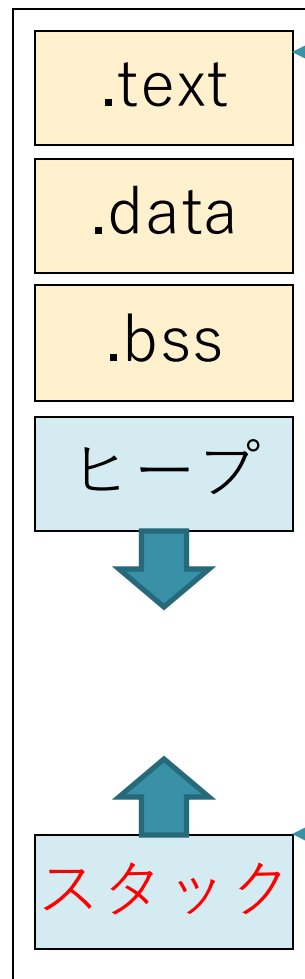 .text
.data
.bss
ヒープ
スタック